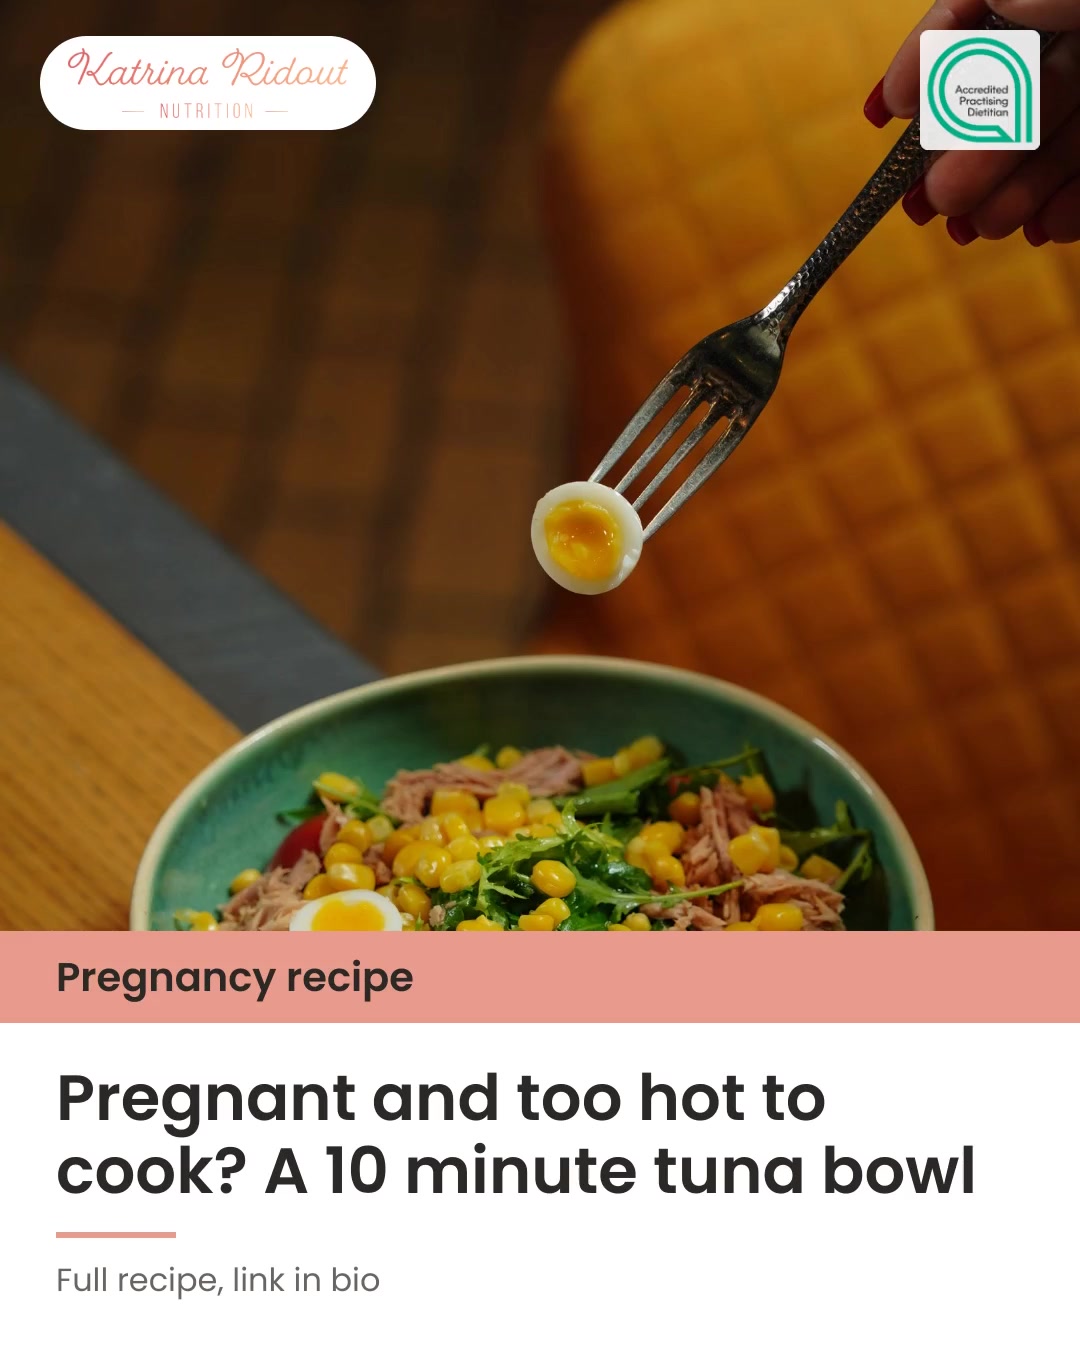 Katrina Ridout
NUTRITION
Accredited
Practising
Dietitian
Pregnancy recipe
Pregnant and too hot to
cook? A 10 minute tuna bowl
Full recipe, link in bio